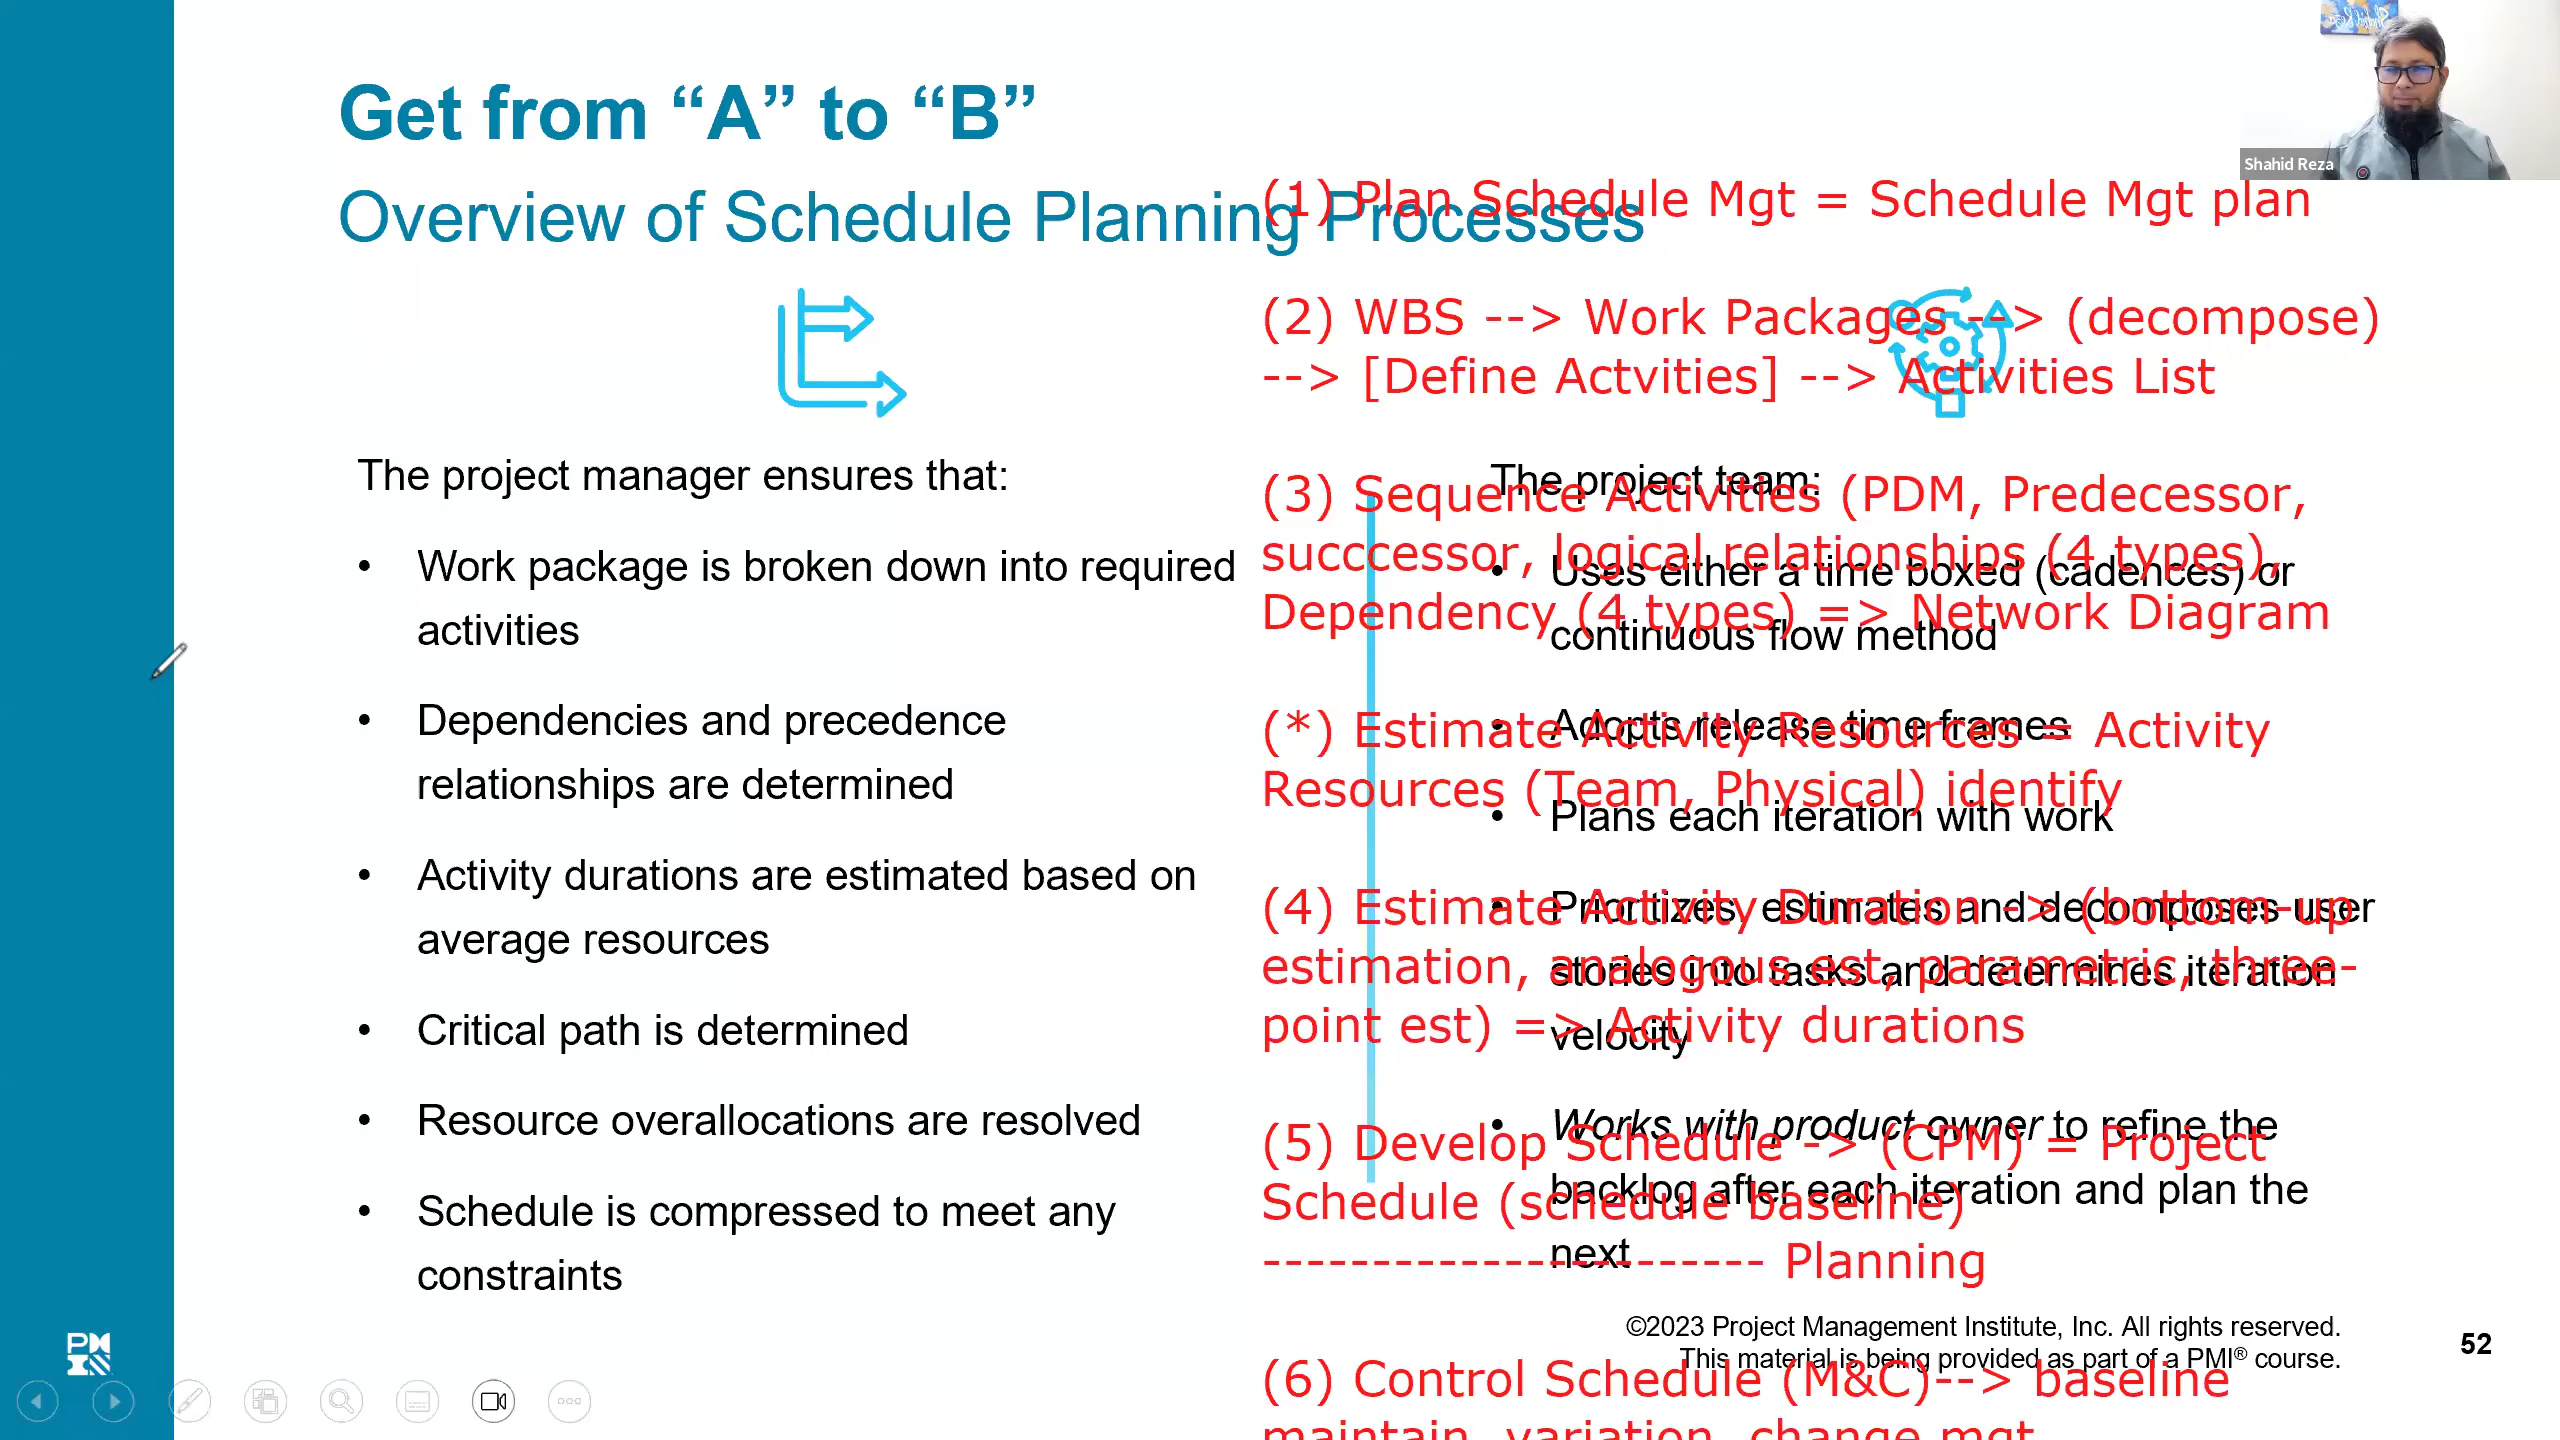 Get from “A” to “B”
Overview of Schedule Planning Processes
The project manager ensures that:
• Work package is broken down into required
activities
• Dependencies and precedence
relationships are determined
• Activity durations are estimated based on
average resources
• Critical path is determined
• Resource overallocations are resolved
• Schedule is compressed to meet any
constraints
The project team:
• Uses either a time boxed (cadences) or
continuous flow method
• Adopts release time frames
• Plans each iteration with work
• Prioritizes, estimates and decomposes user
stories into tasks and determines iteration
velocity
• Works with product owner to refine the
backlog after each iteration and plan the
next
(1) Plan Schedule Mgt = Schedule Mgt plan
(2) WBS --> Work Packages --> (decompose)
--> [Define Actvities] --> Activities List
(3) Sequence Activities (PDM, Predecessor,
succcessor, logical relationships (4 types),
Dependency (4 types) => Network Diagram
(*) Estimate Activity Resources = Activity
Resources (Team, Physical) identify
(4) Estimate Activity Duration -> (bottom-up
estimation, analogous est, parametric, three-
point est) => Activity durations
(5) Develop Schedule -> (CPM) = Project
Schedule (schedule baseline)
----------------------- Planning
(6) Control Schedule (M&C)--> baseline
maintain, variation, change mgt
©2023 Project Management Institute, Inc. All rights reserved.
This material is being provided as part of a PMI® course.
52
Shahid Reza